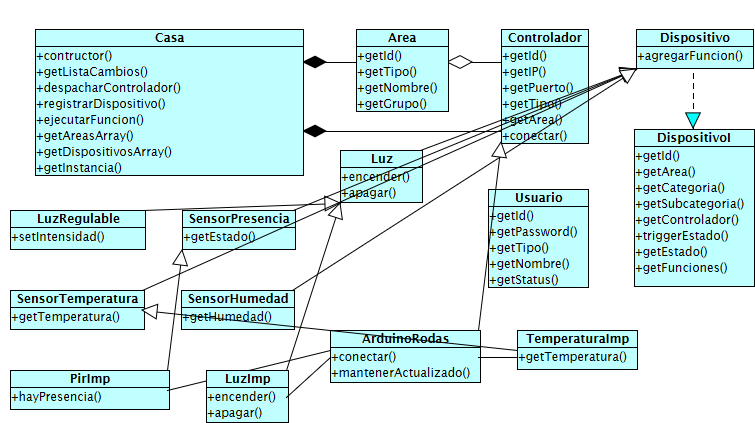 Casa
+contructor()
+getListaCambios()
+despacharControlador()
+registrarDispositivo()
+ejecutarFuncion()
+getAreasArray()
+getDispositivosArray()
+getInstancia()
Area
+getId()
+getTipo()
+getNombre()
+getGrupo()
Controlador
+getId()
+getIP()
+getPuerto()
+getTipo()
+getArea()
+conectar()
Dispositivo
+agregarFuncion()
DispositivoI
+getId()
+getArea()
+getCategoria()
+getSubcategoria()
+getControlador()
+triggerEstado()
+getEstado()
+getFunciones()
Luz
+encender()
+apagar()
Usuario
+getId()
+getPassword()
+getTipo()
+getNombre()
+getStatus()
LuzRegulable
+setIntensidad()
SensorPresencia
+getEstado()
SensorTemperatura
+getTemperatura()
SensorHumedad
+getHumedad()
ArduinoRodas
+conectar()
+mantenerActualizado()
TemperaturaImp
+getTemperatura()
PirImp
+hayPresencia()
LuzImp
+encender()
+apagar()